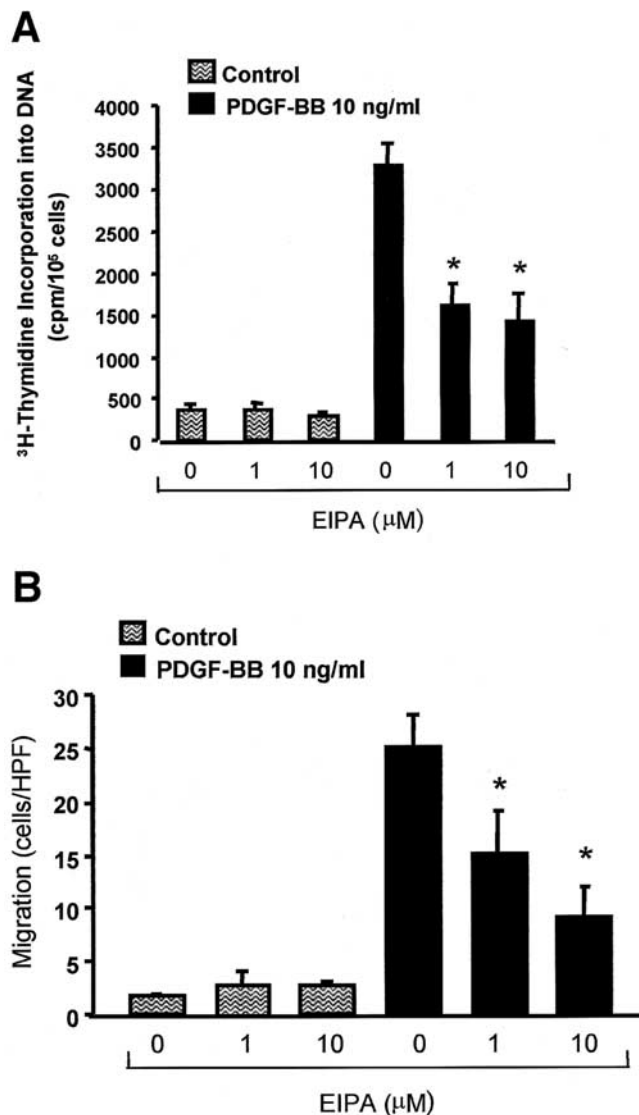 A
Control
PDGF-BB 10 ng/ml
³H-Thymidine Incorporation into DNA
(cpm/10⁵ cells)
4000
3500
3000
2500
2000
1500
1000
500
0
*
*
0 1 10 0 1 10
EIPA (μM)
B
Control
PDGF-BB 10 ng/ml
Migration (cells/HPF)
30
25
20
15
10
5
0
*
*
0 1 10 0 1 10
EIPA (μM)